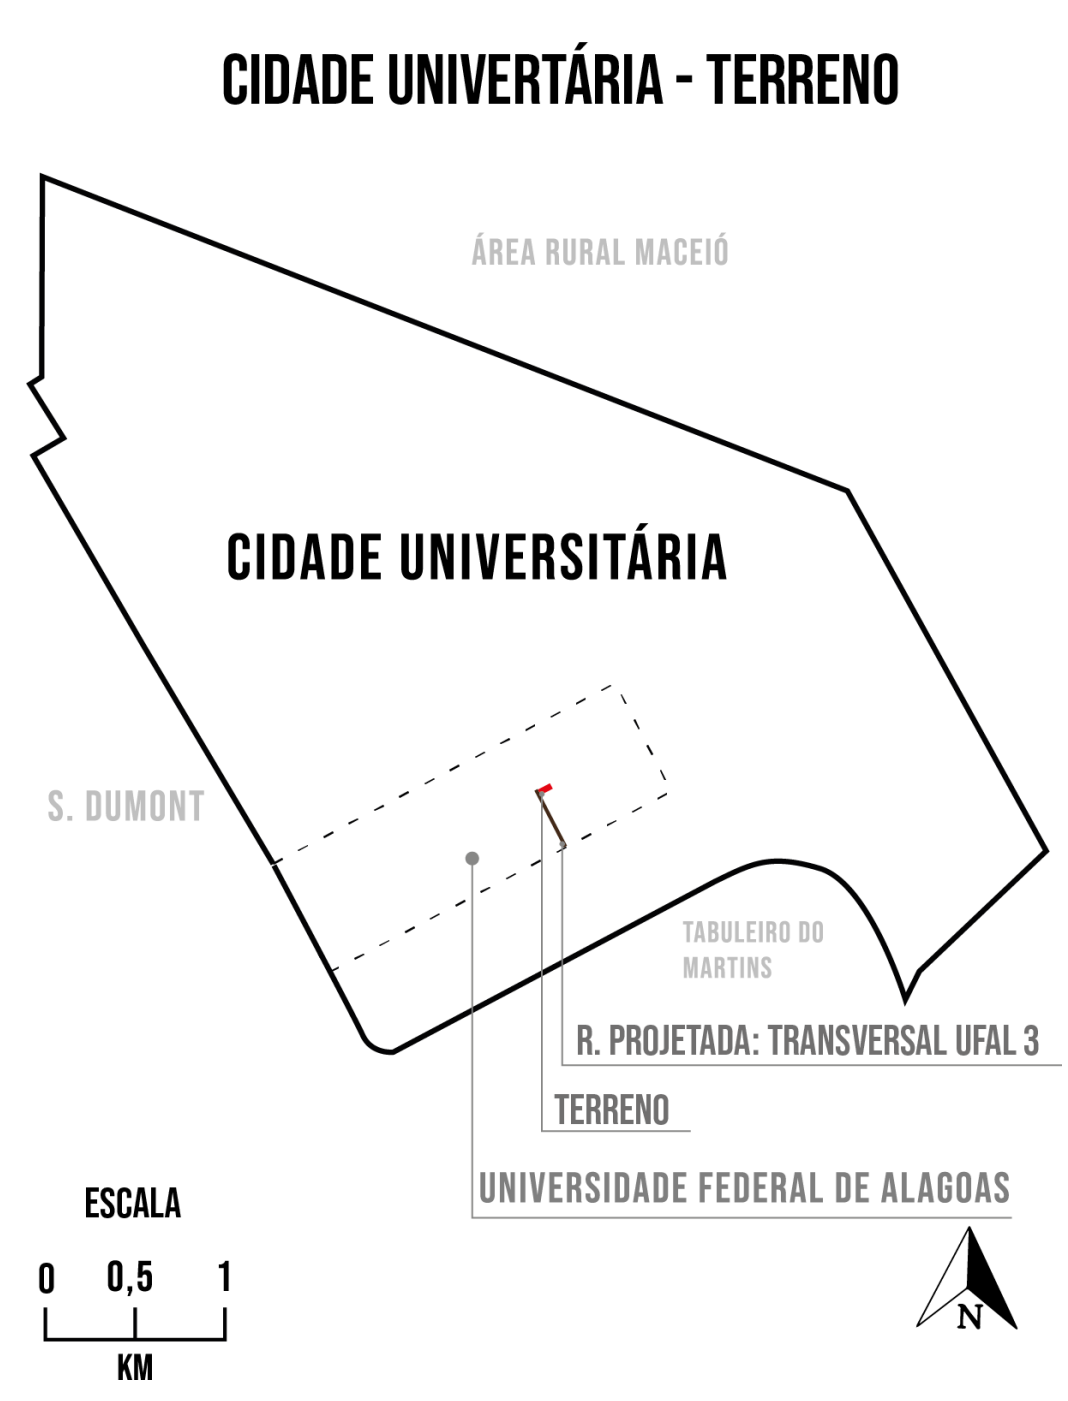 CIDADE UNIVERTÁRIA - TERRENO
ÁREA RURAL MACEIÓ
CIDADE UNIVERSITÁRIA
S. DUMONT
TABULEIRO DO
MARTINS
R. PROJETADA: TRANSVERSAL UFAL 3
TERRENO
UNIVERSIDADE FEDERAL DE ALAGOAS
ESCALA
0 0,5 1
KM
N